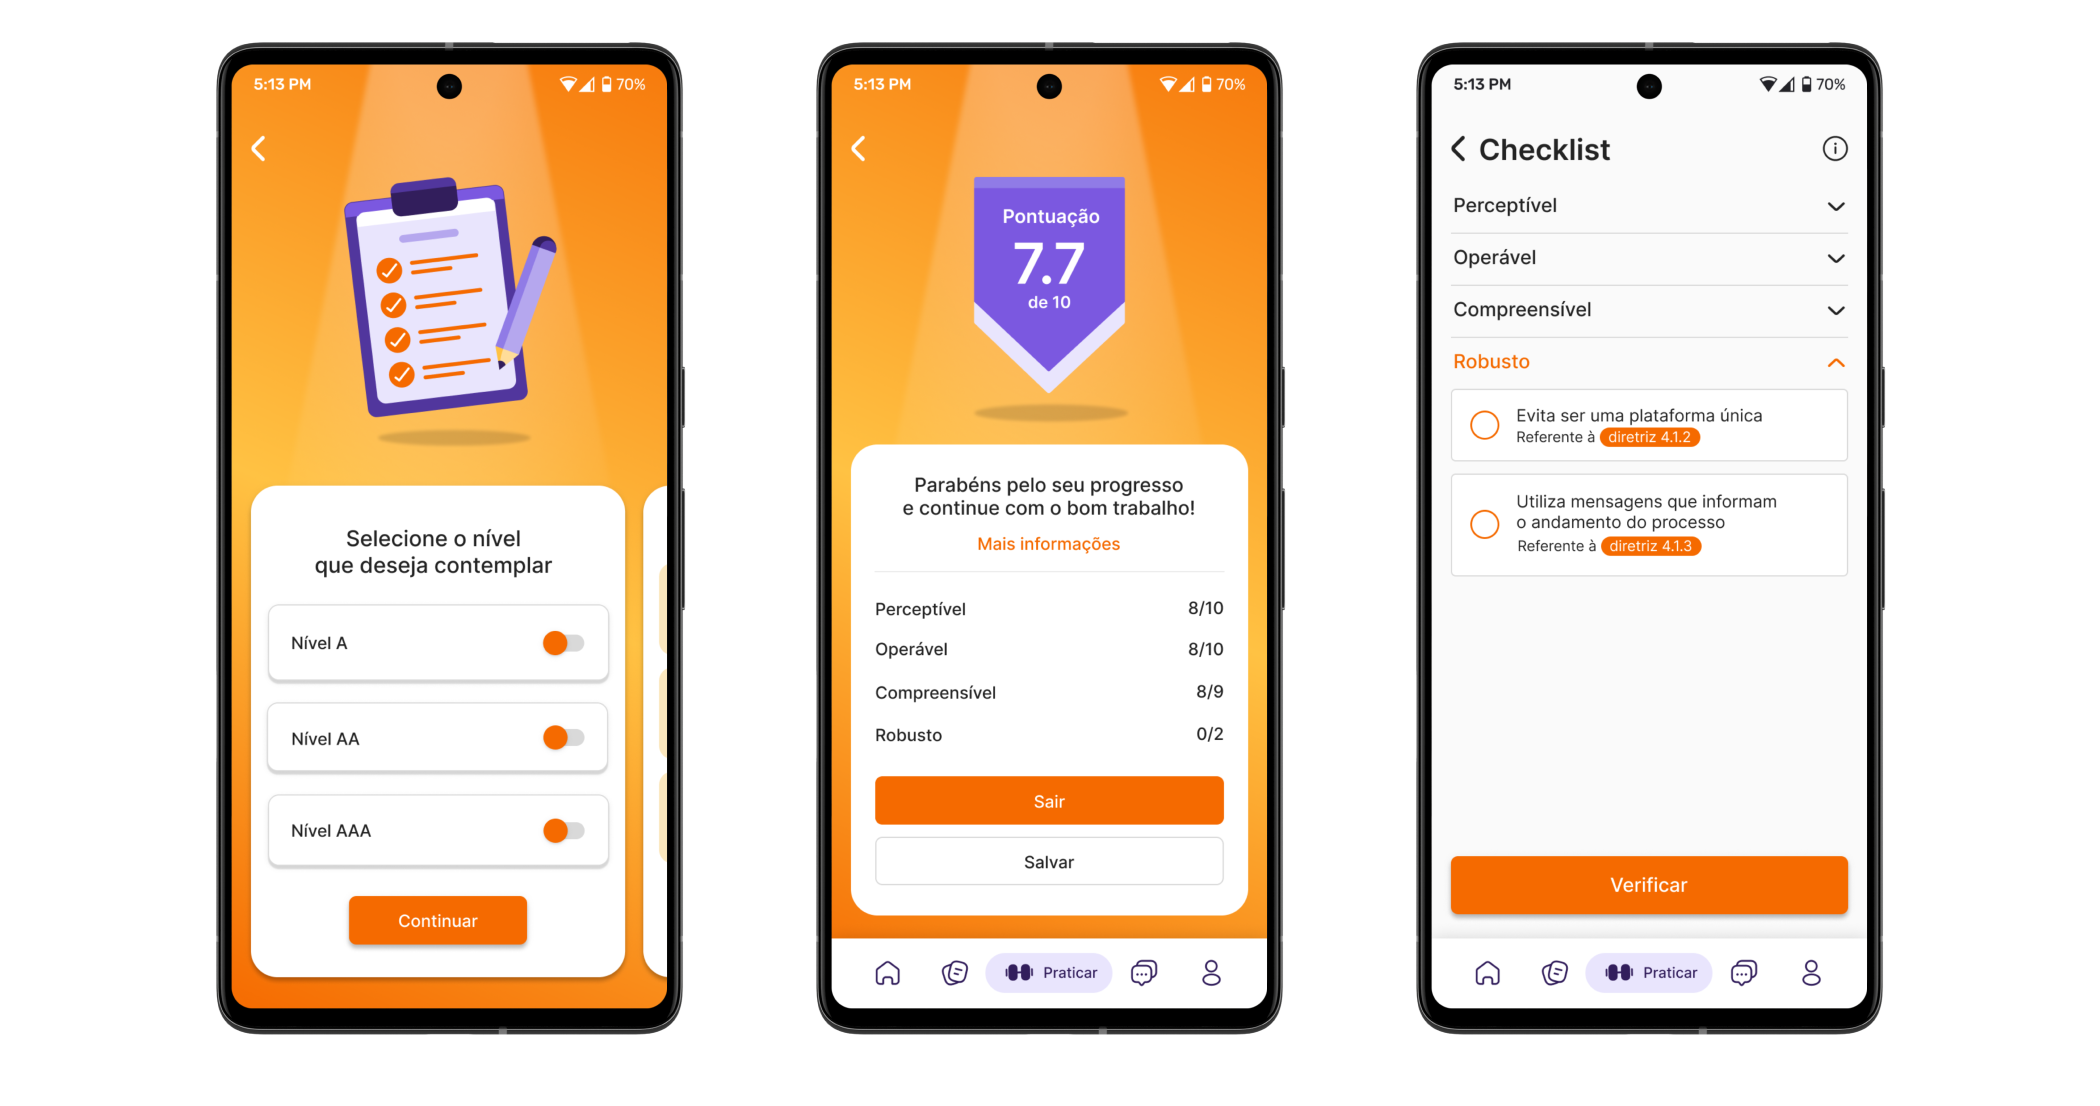 5:13 PM
70%
Selecione o nível
que deseja contemplar
Nível A
Nível AA
Nível AAA
Continuar
5:13 PM
70%
Pontuação
7.7
de 10
Parabéns pelo seu progresso
e continue com o bom trabalho!
Mais informações
Perceptível 8/10
Operável 8/10
Compreensível 8/9
Robusto 0/2
Sair
Salvar
Praticar
5:13 PM
70%
Checklist
Perceptível
Operável
Compreensível
Robusto
Evita ser uma plataforma única
Referente à diretriz 4.1.2
Utiliza mensagens que informam
o andamento do processo
Referente à diretriz 4.1.3
Verificar
Praticar